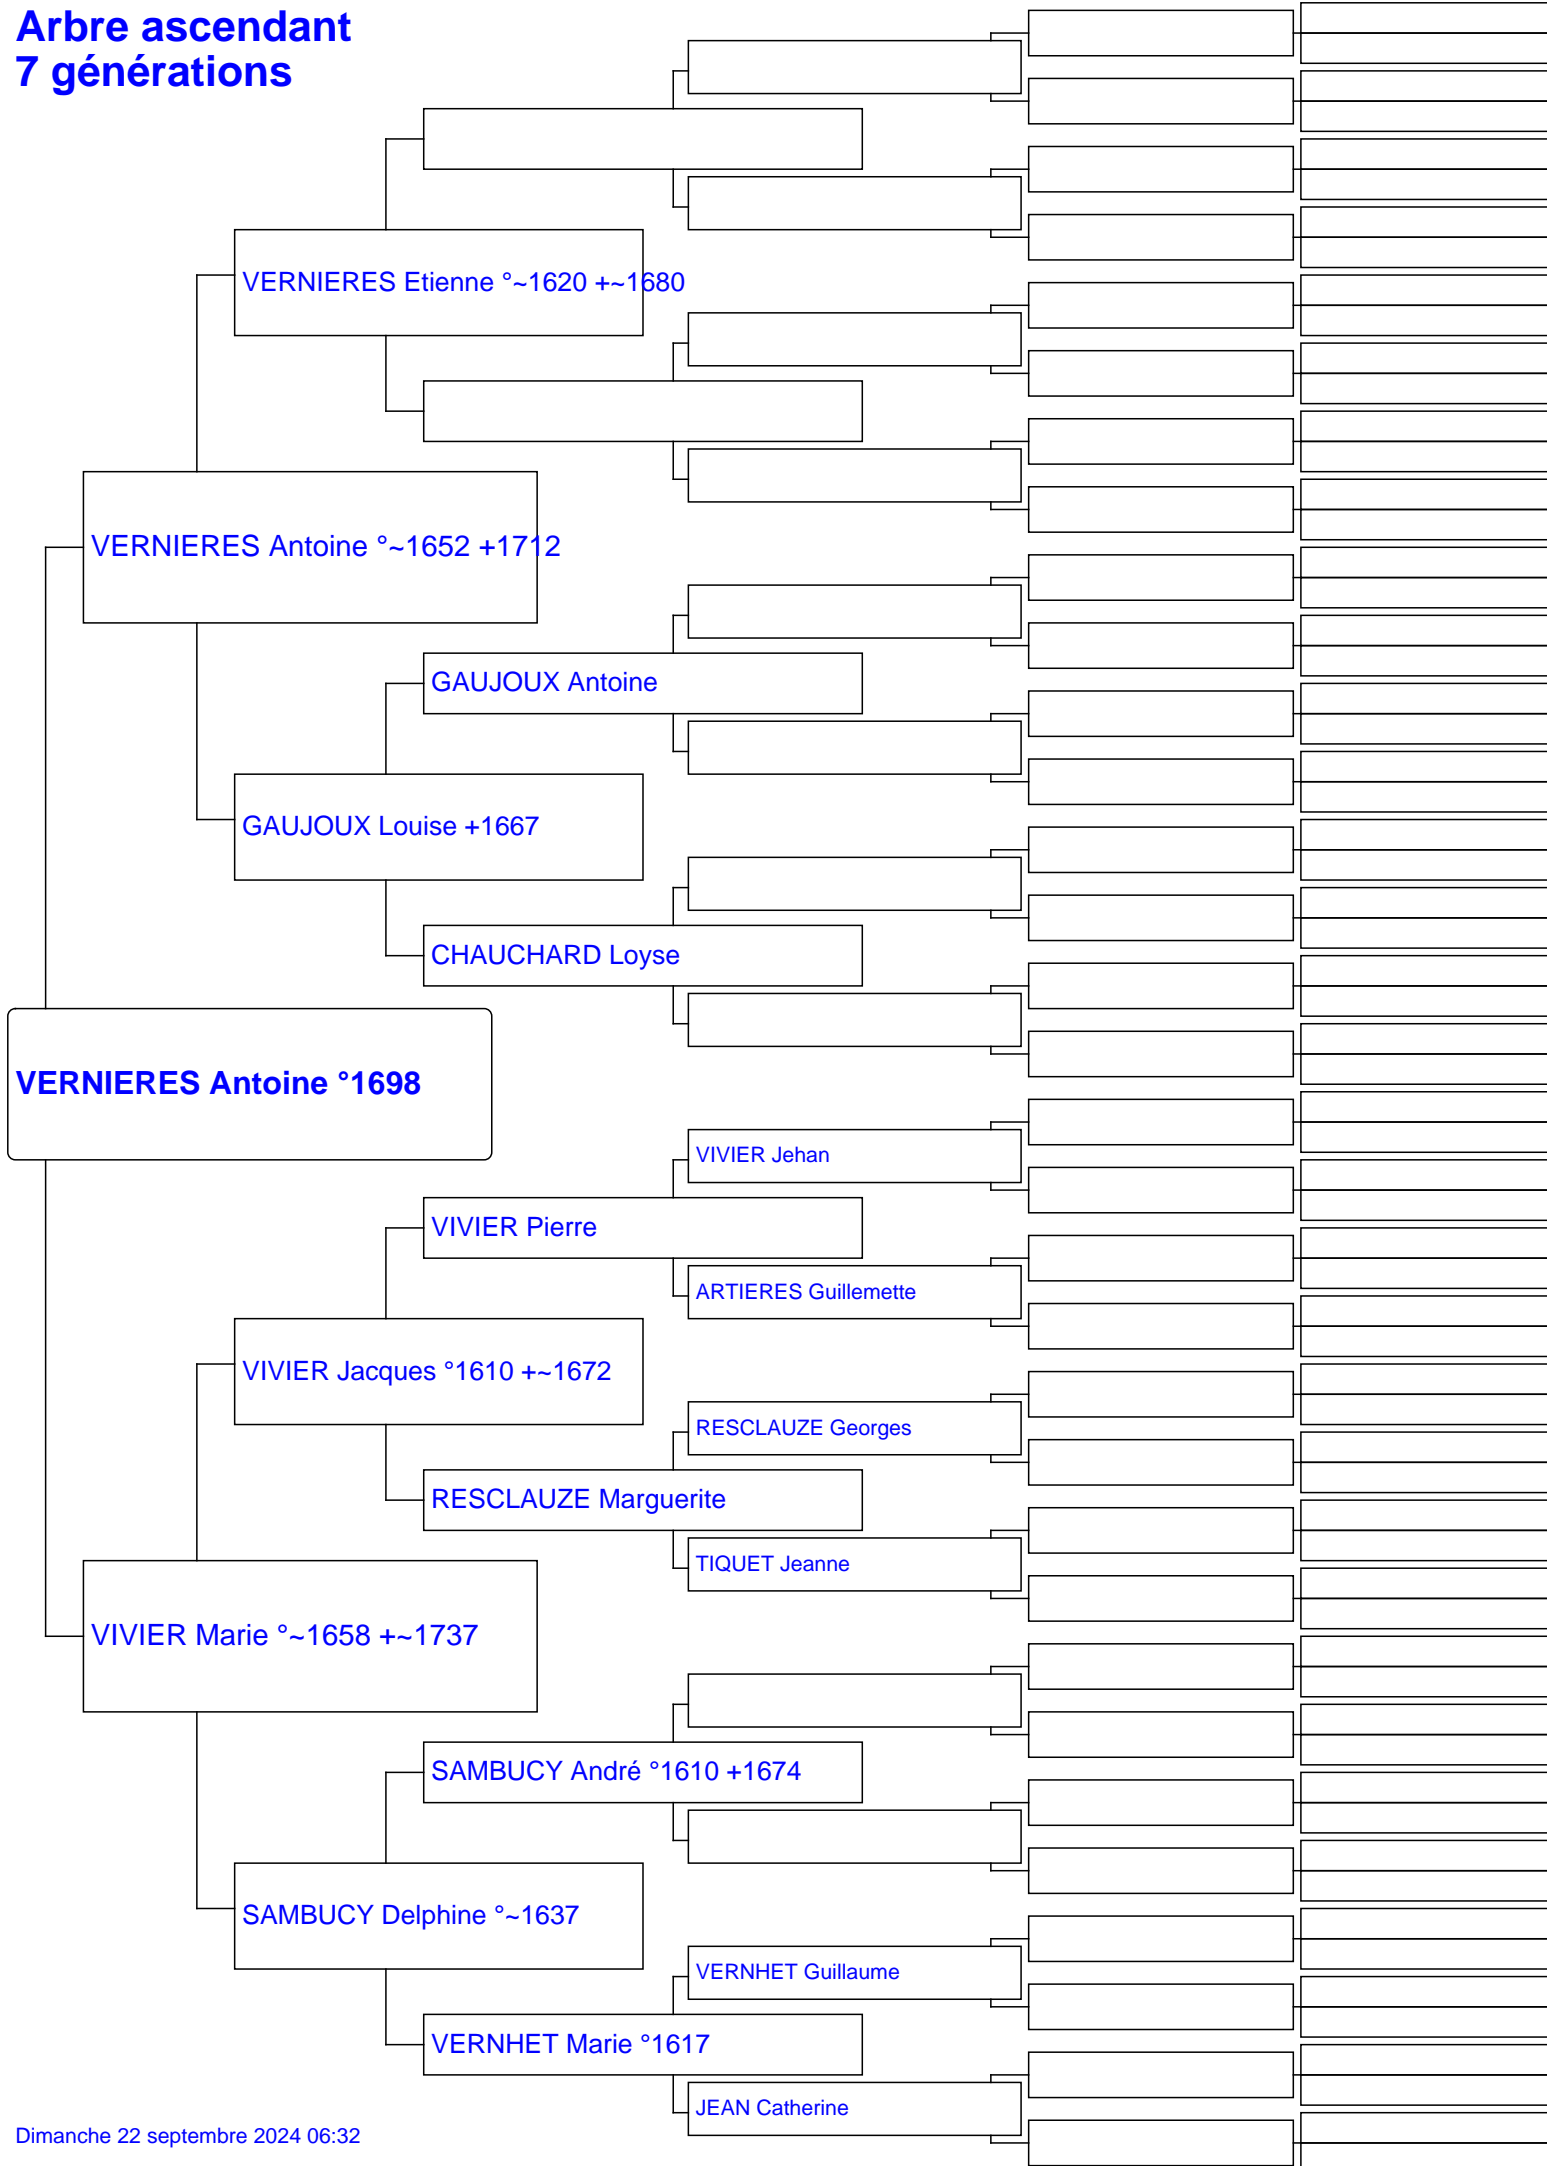 Arbre ascendant
7 générations
VERNIERES Etienne °~1620 +~1680
VERNIERES Antoine °~1652 +1712
GAUJOUX Antoine
GAUJOUX Louise +1667
CHAUCHARD Loyse
VERNIERES Antoine °1698
VIVIER Jehan
VIVIER Pierre
ARTIERES Guillemette
VIVIER Jacques °1610 +~1672
RESCLAUZE Georges
RESCLAUZE Marguerite
TIQUET Jeanne
VIVIER Marie °~1658 +~1737
SAMBUCY André °1610 +1674
SAMBUCY Delphine °~1637
VERNHET Guillaume
VERNHET Marie °1617
JEAN Catherine
Dimanche 22 septembre 2024 06:32